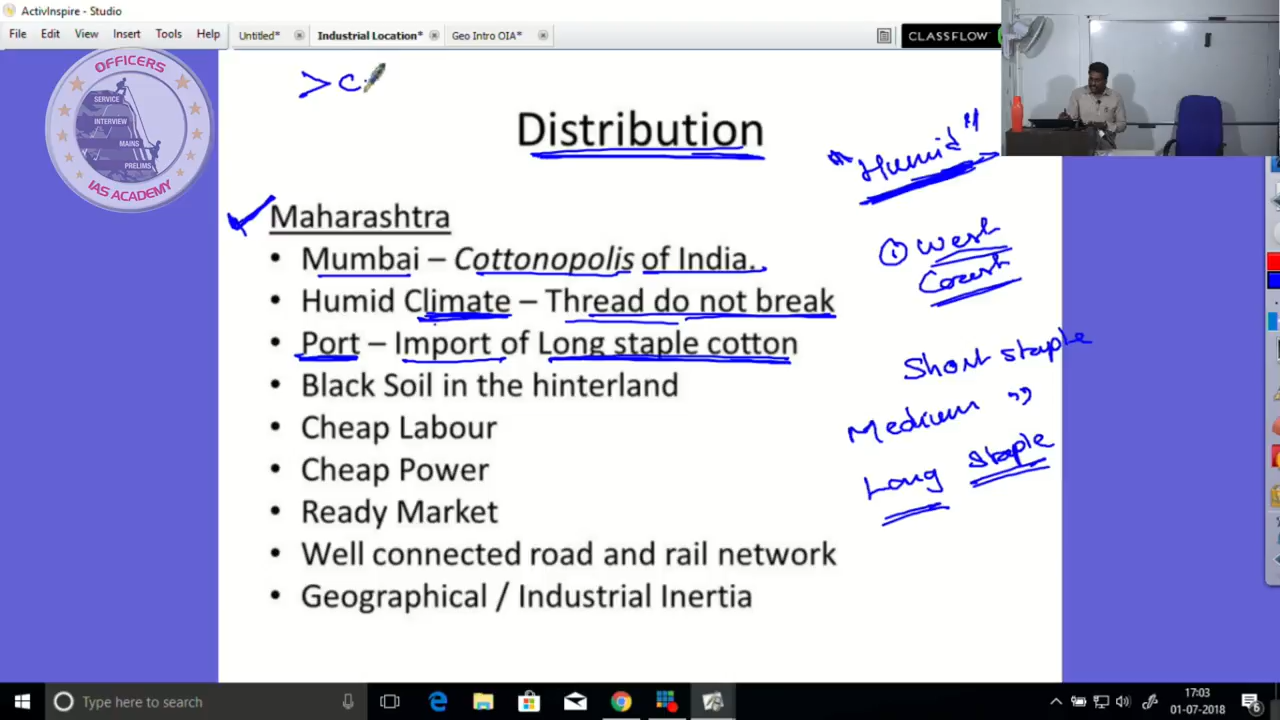 ActivInspire - Studio
File Edit View Insert Tools Help
Untitled* Industrial Location* Geo Intro OIA* CLASSFLOW
OFFICERS
SERVICE
INTERVIEW
MAINS
PRELIMS
IAS ACADEMY
Distribution
"Humid"
Maharashtra
• Mumbai – Cottonopolis of India.
• Humid Climate – Thread do not break
• Port – Import of Long staple cotton
• Black Soil in the hinterland
• Cheap Labour
• Cheap Power
• Ready Market
• Well connected road and rail network
• Geographical / Industrial Inertia
① West
Coast
Short staple
Medium "
Long staple
Type here to search
17:03
01-07-2018
6